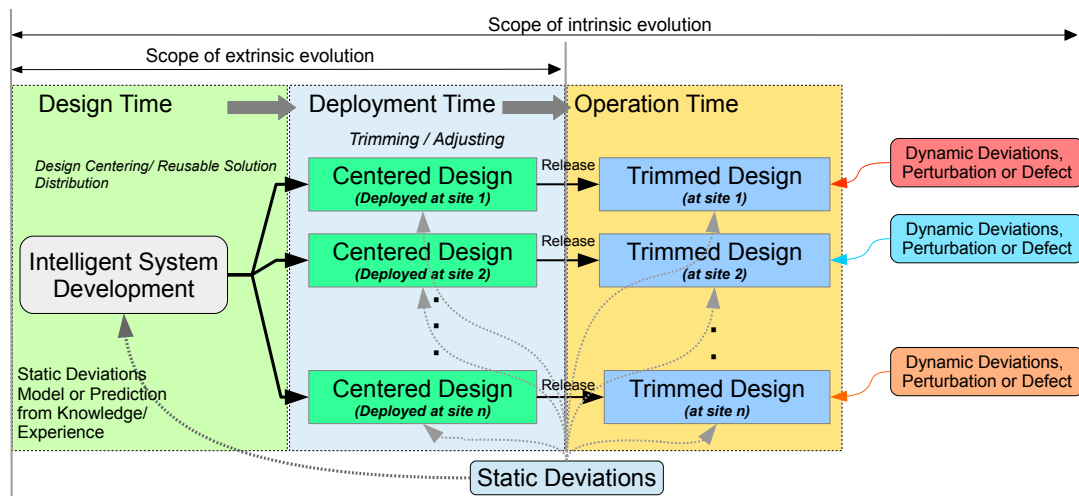 Scope of intrinsic evolution
Scope of extrinsic evolution
Design Time
Deployment Time
Operation Time
Trimming / Adjusting
Design Centering/ Reusable Solution
Distribution
Centered Design
(Deployed at site 1)
Release
Trimmed Design
(at site 1)
Dynamic Deviations,
Perturbation or Defect
Centered Design
(Deployed at site 2)
Release
Trimmed Design
(at site 2)
Dynamic Deviations,
Perturbation or Defect
Intelligent System
Development
Static Deviations
Model or Prediction
from Knowledge/
Experience
Centered Design
(Deployed at site n)
Release
Trimmed Design
(at site n)
Dynamic Deviations,
Perturbation or Defect
Static Deviations